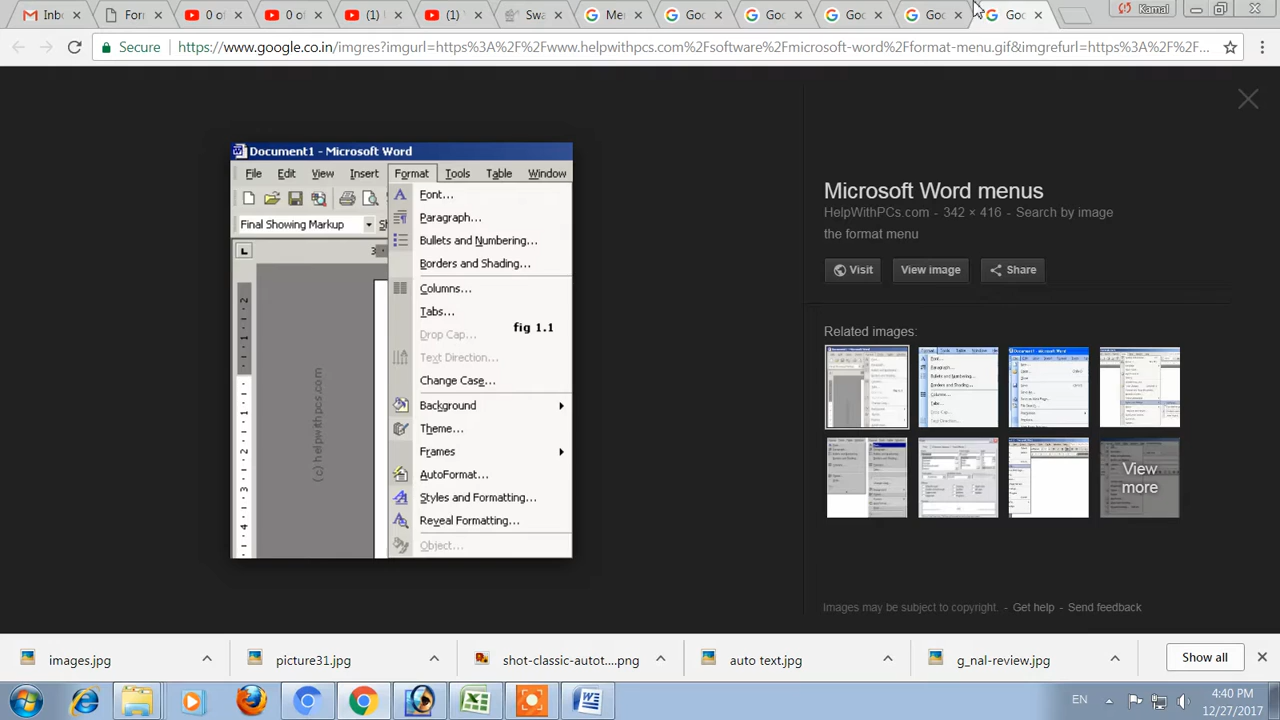 Inbo
Forn
0 of
0 of
(1)
(1)
Swa
Me
Goo
Goo
Goo
Goo
Goo
Kamal
Secure
https://www.google.co.in/imgres?imgurl=https%3A%2F%2Fwww.helpwithpcs.com%2Fsoftware%2Fmicrosoft-word%2Fformat-menu.gif&imgrefurl=https%3A%2F%2F...
Document1 - Microsoft Word
File Edit View Insert Format Tools Table Window
Final Showing Markup
Font...
Paragraph...
Bullets and Numbering...
Borders and Shading...
Columns...
Tabs...
fig 1.1
Drop Cap...
Text Direction...
Change Case...
Background
Theme...
Frames
AutoFormat...
Styles and Formatting...
Reveal Formatting...
Object...
(c) helpwithpcs.co
Microsoft Word menus
HelpWithPCs.com - 342 × 416 - Search by image
the format menu
Visit
View image
Share
Related images:
View more
Images may be subject to copyright. - Get help - Send feedback
images.jpg
picture31.jpg
shot-classic-autot....png
auto text.jpg
g_nal-review.jpg
Show all
EN
4:40 PM
12/27/2017